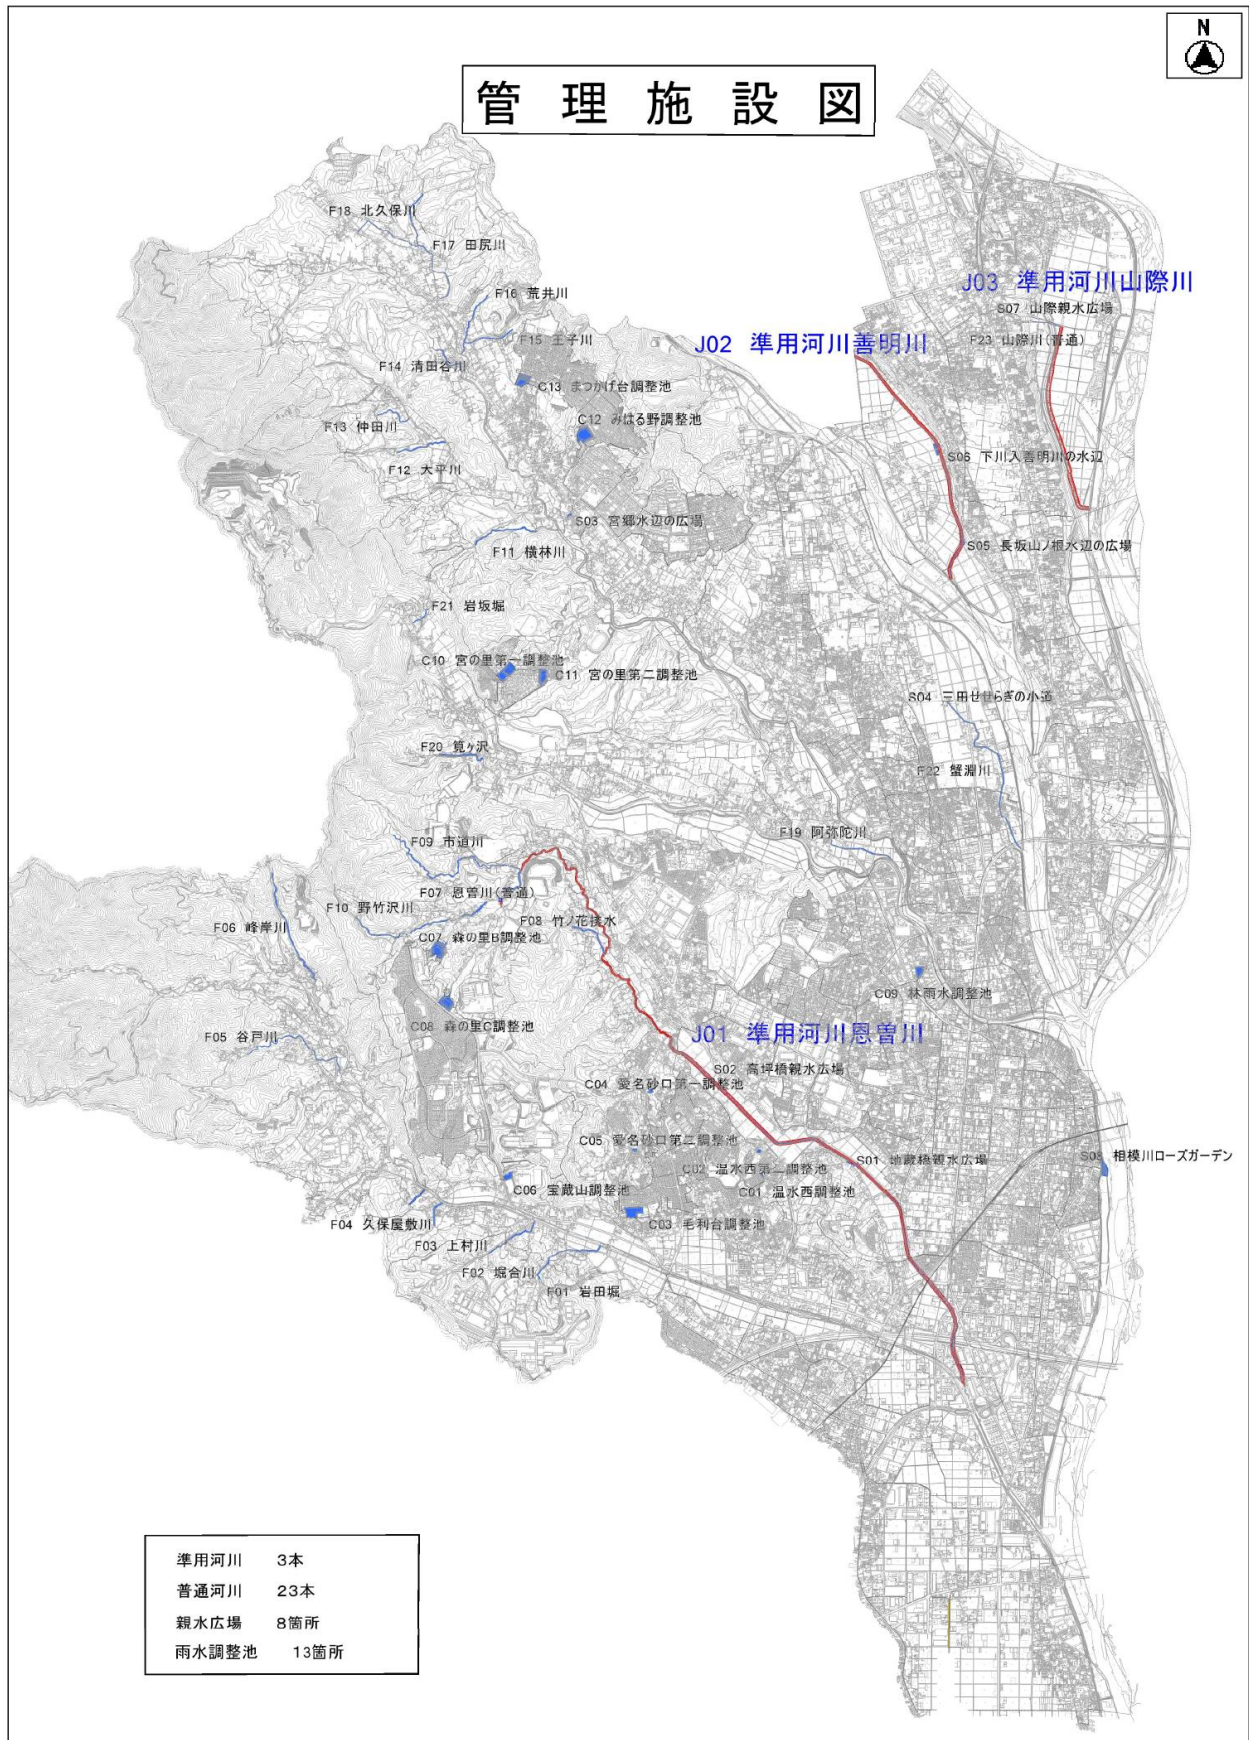 N
管理施設図
F18 北久保川
F17 田尻川
J03 準用河川山際川
F16 荒井川
S07 山際親水広場
F15 王子川
J02 準用河川善明川
F23 山際川(普通)
F14 清田谷川
C13 まつかげ台調整池
F13 仲田川
C12 みはる野調整池
F12 大平川
S06 下川入善明川の水辺
S03 宮郷水辺の広場
F11 横林川
S05 長坂山ノ根水辺の広場
F21 岩坂堀
C10 宮の里第一調整池
C11 宮の里第二調整池
S04 三田せせらぎの小道
F20 筧ヶ沢
F22 蟹淵川
F09 市道川
F19 阿弥陀川
F07 恩曽川(普通)
F10 野竹沢川
F06 峰岸川
F08 竹ノ花揚水
C07 森の里B調整池
C09 林雨水調整池
C08 森の里C調整池
J01 準用河川恩曽川
F05 谷戸川
S02 高坪橋親水広場
C04 愛名砂口第一調整池
C05 愛名砂口第二調整池
S01 地蔵橋親水広場
S08 相模川ローズガーデン
C02 温水西第二調整池
C06 宝蔵山調整池
C01 温水西調整池
F04 久保屋敷川
C03 毛利台調整池
F03 上村川
F02 堀合川
F01 岩田堀
準用河川 3本
普通河川 23本
親水広場 8箇所
雨水調整池 13箇所